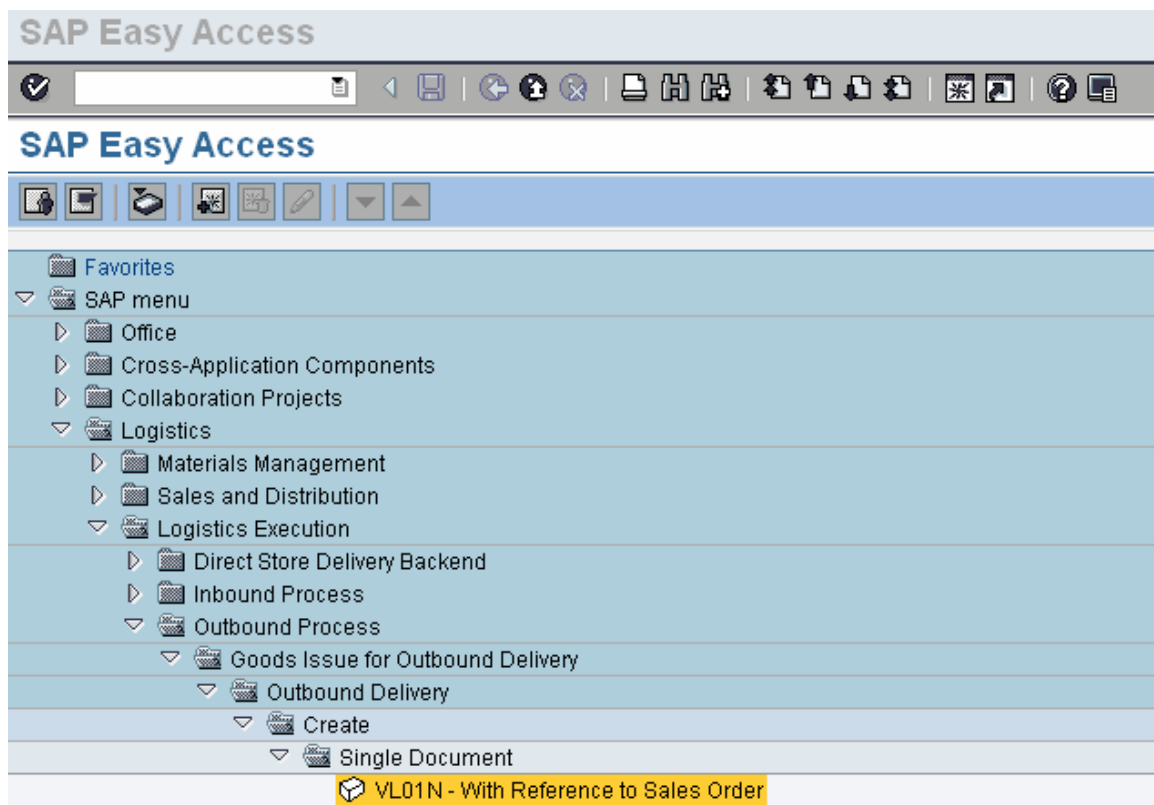 SAP Easy Access
SAP Easy Access
Favorites
SAP menu
Office
Cross-Application Components
Collaboration Projects
Logistics
Materials Management
Sales and Distribution
Logistics Execution
Direct Store Delivery Backend
Inbound Process
Outbound Process
Goods Issue for Outbound Delivery
Outbound Delivery
Create
Single Document
VL01N - With Reference to Sales Order